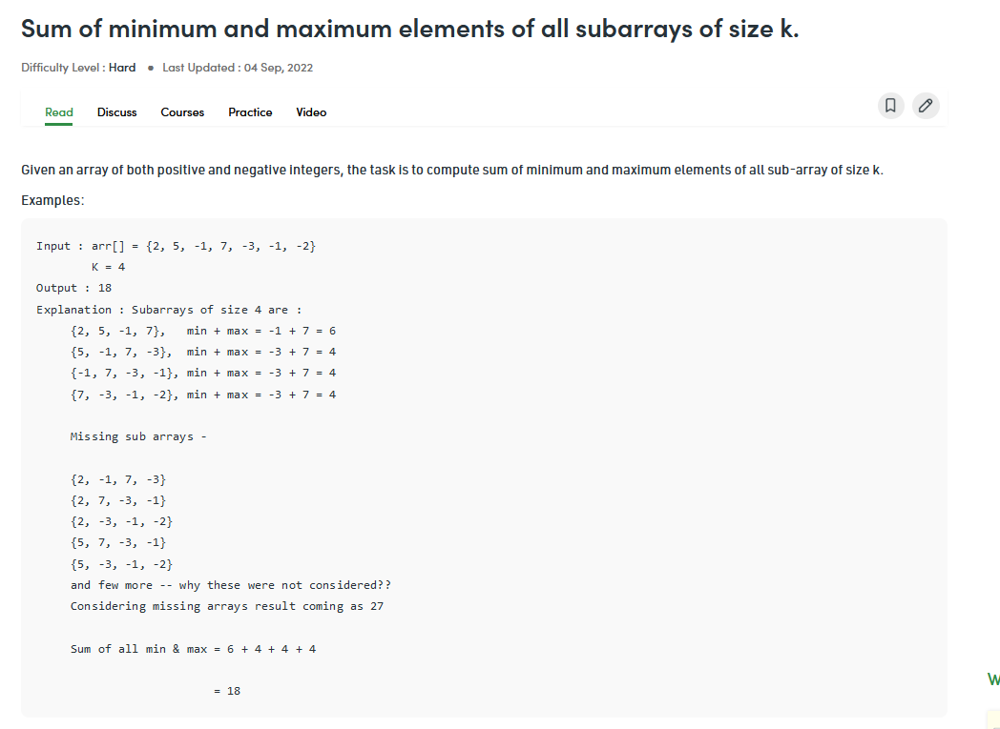 Sum of minimum and maximum elements of all subarrays of size k.
Difficulty Level : Hard • Last Updated : 04 Sep, 2022
Read Discuss Courses Practice Video
Given an array of both positive and negative integers, the task is to compute sum of minimum and maximum elements of all sub-array of size k.
Examples:
Input : arr[] = {2, 5, -1, 7, -3, -1, -2}
K = 4
Output : 18
Explanation : Subarrays of size 4 are :
{2, 5, -1, 7}, min + max = -1 + 7 = 6
{5, -1, 7, -3}, min + max = -3 + 7 = 4
{-1, 7, -3, -1}, min + max = -3 + 7 = 4
{7, -3, -1, -2}, min + max = -3 + 7 = 4
Missing sub arrays -
{2, -1, 7, -3}
{2, 7, -3, -1}
{2, -3, -1, -2}
{5, 7, -3, -1}
{5, -3, -1, -2}
and few more -- why these were not considered??
Considering missing arrays result coming as 27
Sum of all min & max = 6 + 4 + 4 + 4
= 18